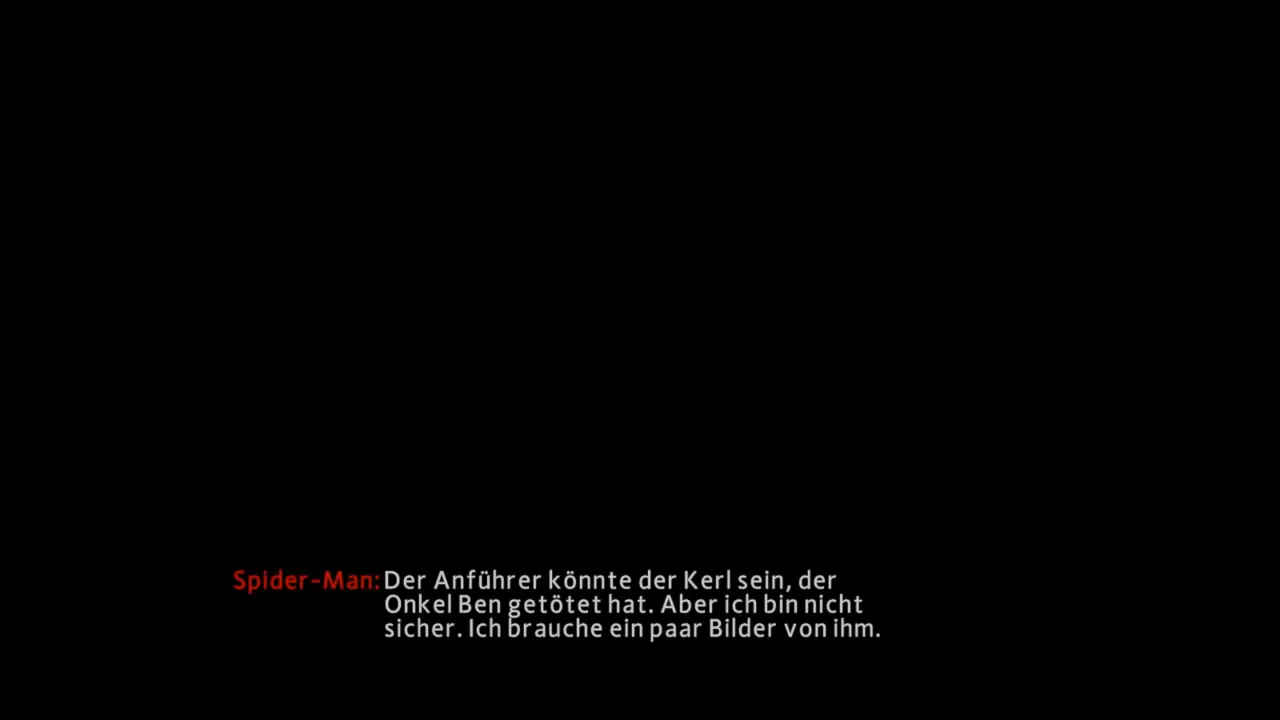 Spider-Man: Der Anführer könnte der Kerl sein, der
Onkel Ben getötet hat. Aber ich bin nicht
sicher. Ich brauche ein paar Bilder von ihm.